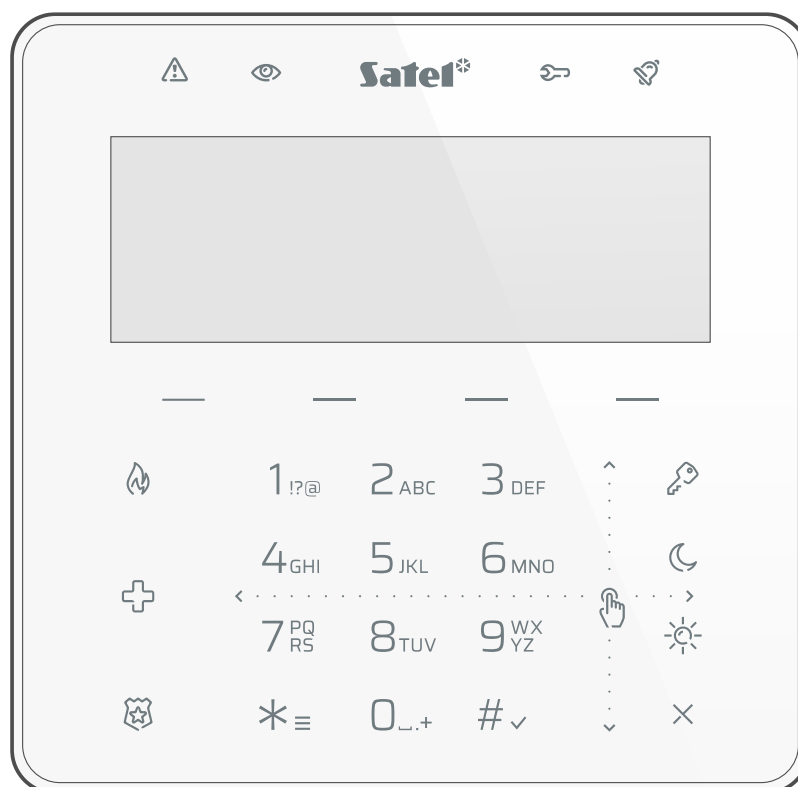 Satel
1 !?@ 2 ABC 3 DEF
4 GHI 5 JKL 6 MNO
7 PQ RS 8 TUV 9 WX YZ
* 0 ⎵.+ #